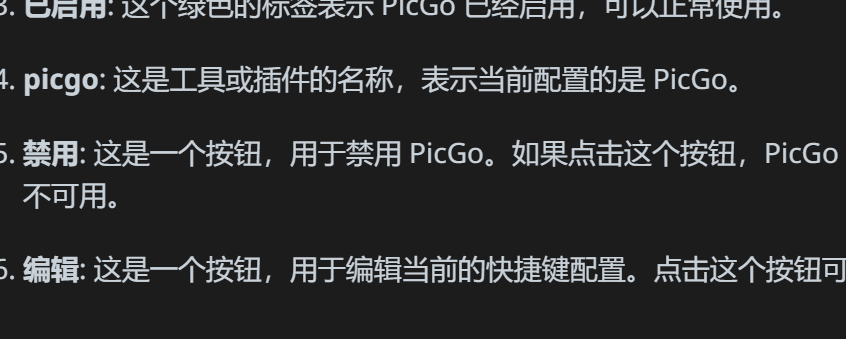 3. 已启用: 这个绿色的标签表示 PicGo 已经启用，可以正常使用。
4. picgo: 这是工具或插件的名称，表示当前配置的是 PicGo。
5. 禁用: 这是一个按钮，用于禁用 PicGo。如果点击这个按钮，PicGo
不可用。
6. 编辑: 这是一个按钮，用于编辑当前的快捷键配置。点击这个按钮可